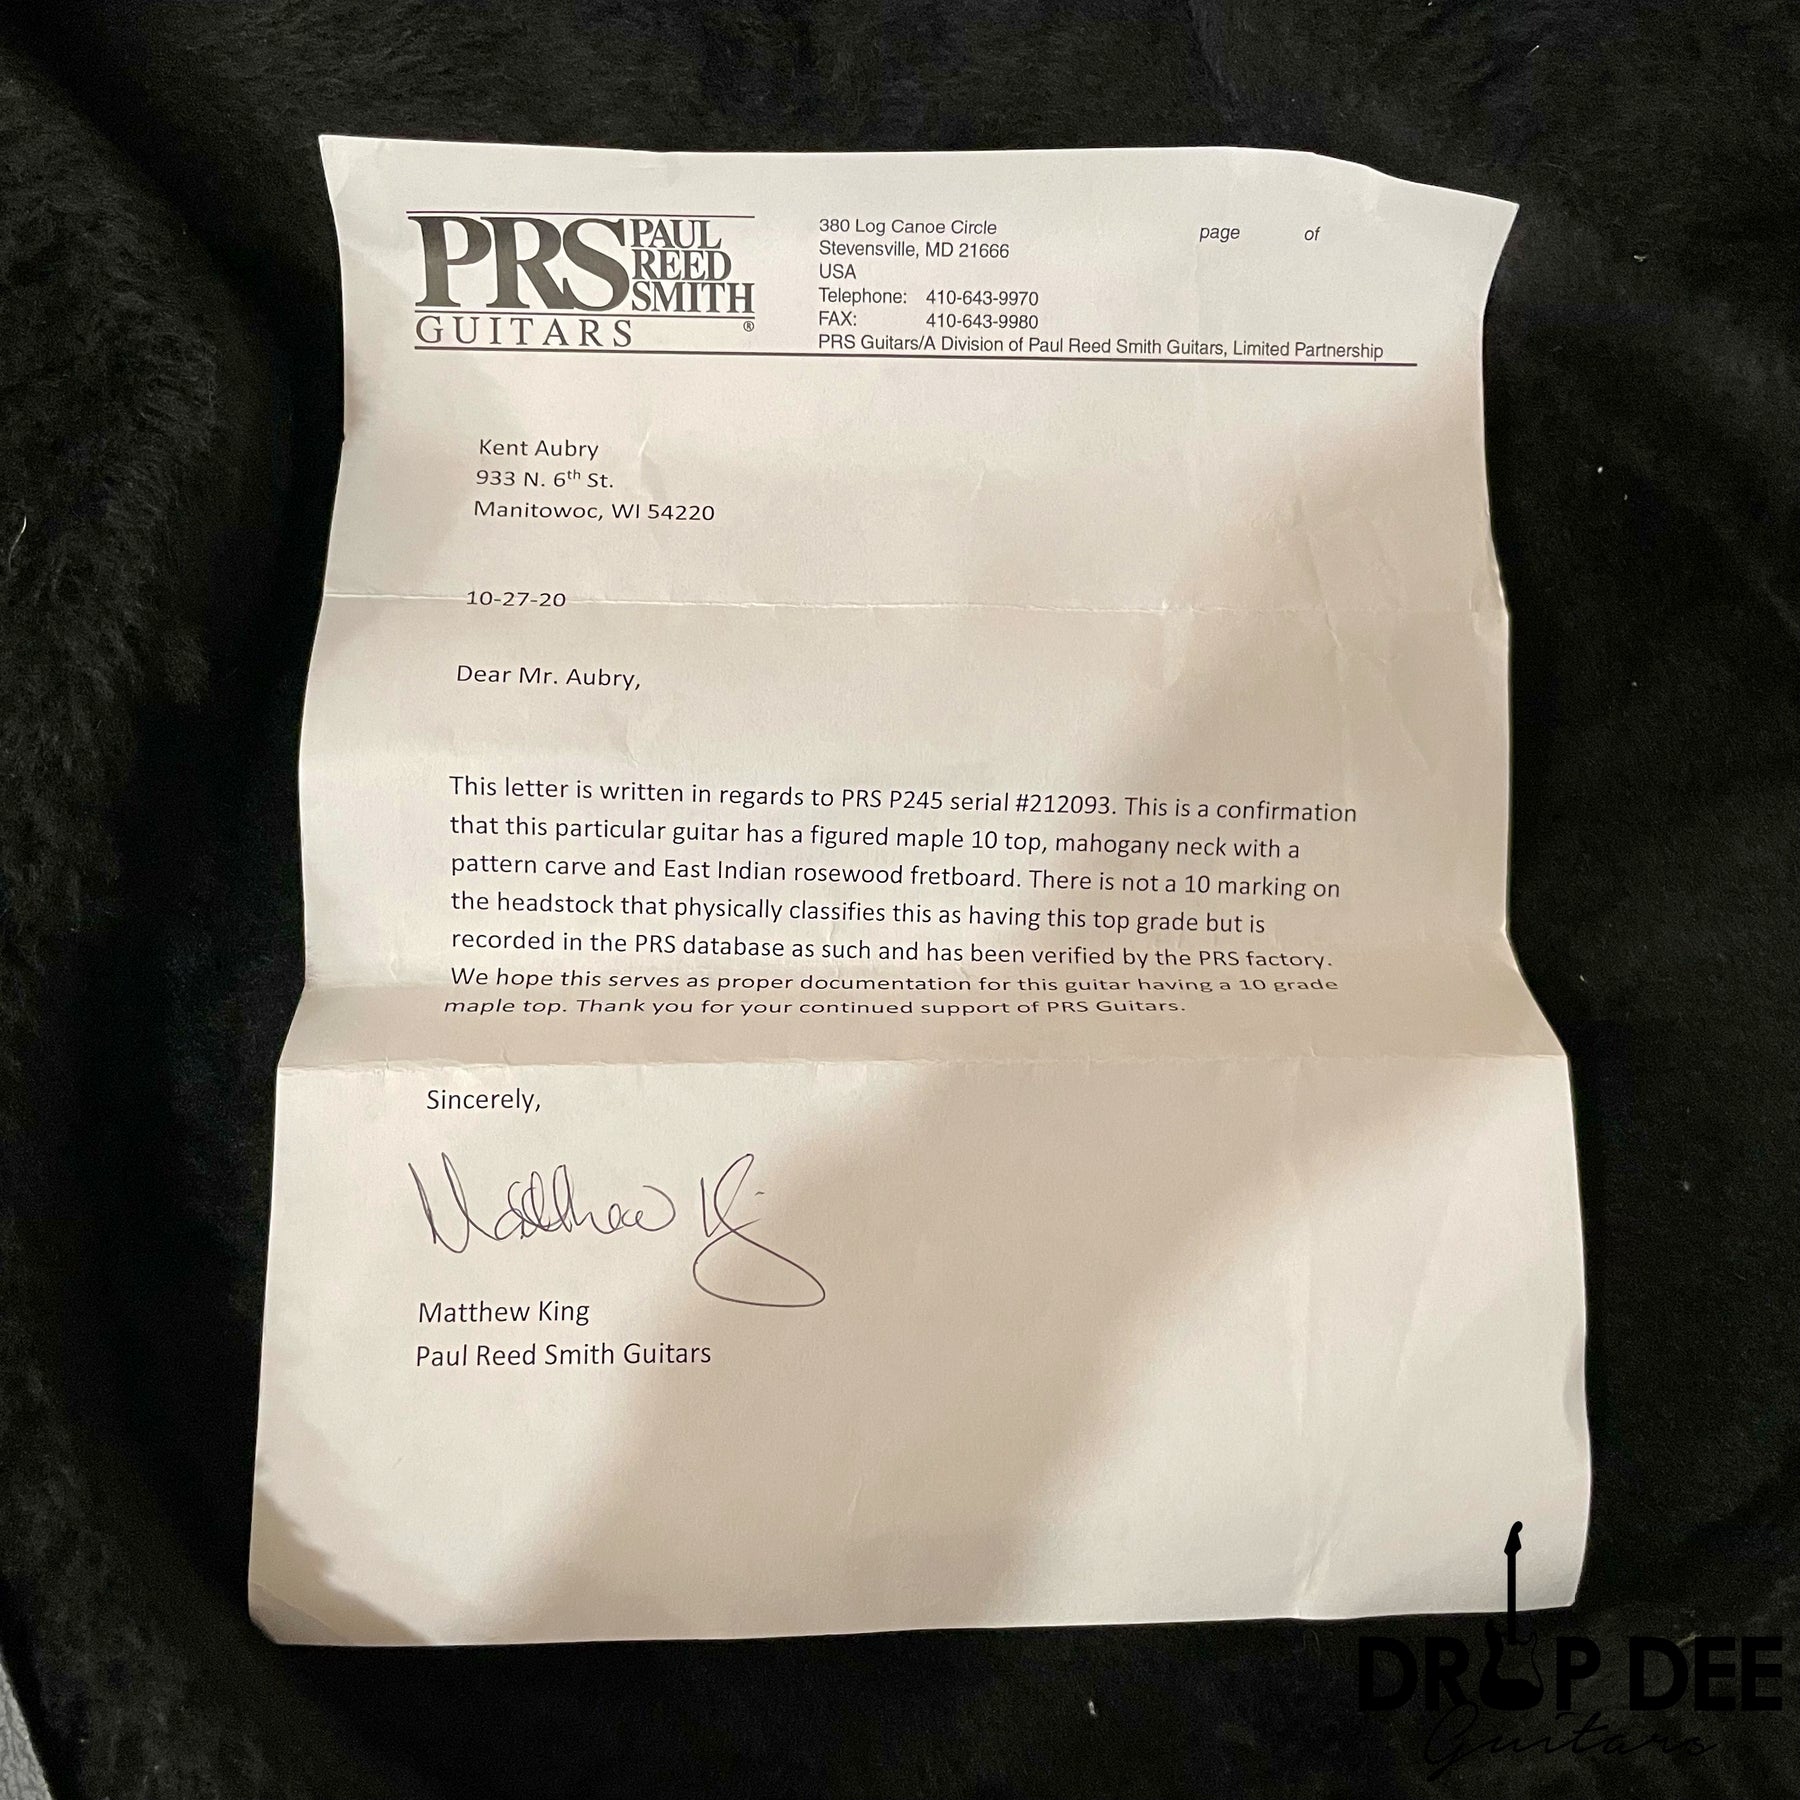 PRS PAUL
REED
SMITH
GUITARS ®
380 Log Canoe Circle
Stevensville, MD 21666
USA
Telephone: 410-643-9970
FAX: 410-643-9980
PRS Guitars/A Division of Paul Reed Smith Guitars, Limited Partnership
page of
Kent Aubry
933 N. 6th St.
Manitowoc, WI 54220
10-27-20
Dear Mr. Aubry,
This letter is written in regards to PRS P245 serial #212093. This is a confirmation
that this particular guitar has a figured maple 10 top, mahogany neck with a
pattern carve and East Indian rosewood fretboard. There is not a 10 marking on
the headstock that physically classifies this as having this top grade but is
recorded in the PRS database as such and has been verified by the PRS factory.
We hope this serves as proper documentation for this guitar having a 10 grade
maple top. Thank you for your continued support of PRS Guitars.
Sincerely,
Matthew King
Matthew King
Paul Reed Smith Guitars
DROP DEE
Guitars